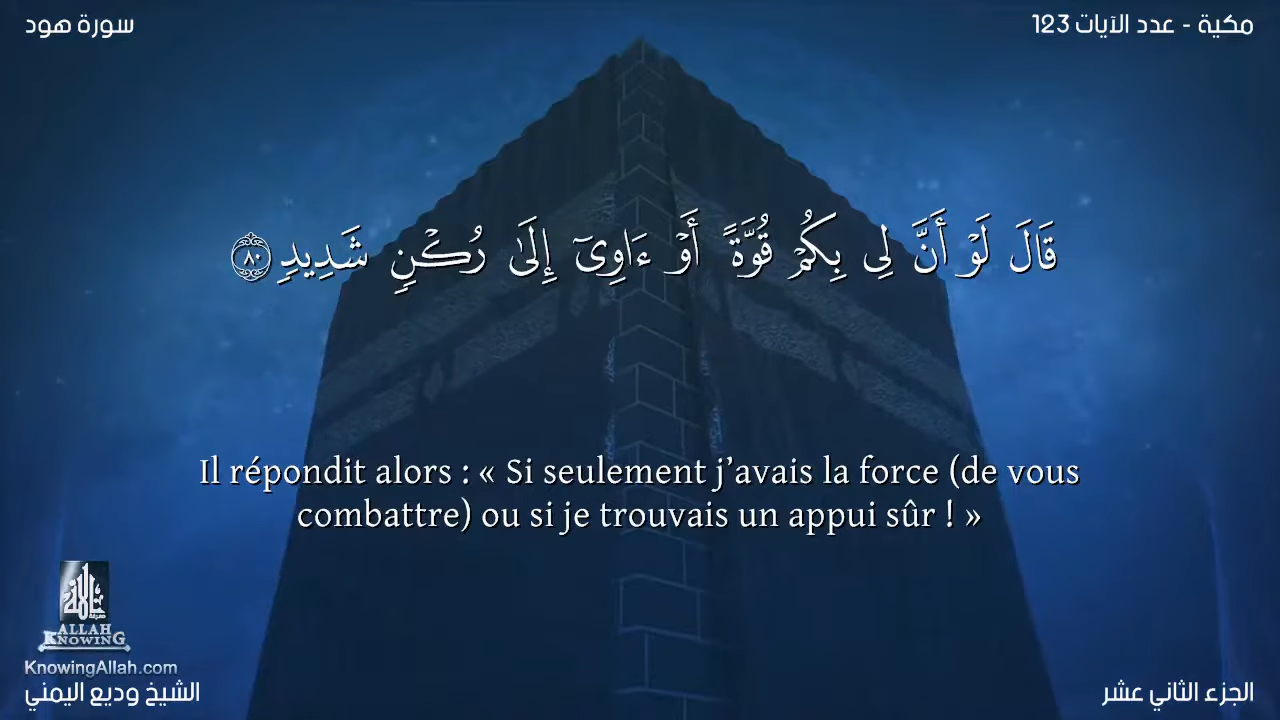 سورة هود
مكية - عدد الآيات 123
قَالَ لَوْ أَنَّ لِى بِكُمْ قُوَّةً أَوْ ءَاوِىٓ إِلَىٰ رُكْنٍ شَدِيدٍ ٨٠
Il répondit alors : « Si seulement j’avais la force (de vous
combattre) ou si je trouvais un appui sûr ! »
ALLAH
KNOWING
KnowingAllah.com
الشيخ وديع اليمني
الجزء الثاني عشر